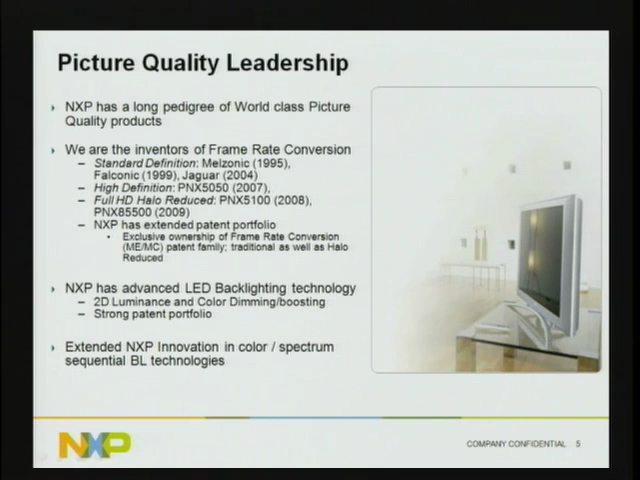 Picture Quality Leadership
NXP has a long pedigree of World class Picture
Quality products
We are the inventors of Frame Rate Conversion
– Standard Definition: Melzonic (1995),
Falconic (1999), Jaguar (2004)
– High Definition: PNX5050 (2007),
– Full HD Halo Reduced: PNX5100 (2008),
PNX85500 (2009)
– NXP has extended patent portfolio
• Exclusive ownership of Frame Rate Conversion
(ME/MC) patent family; traditional as well as Halo
Reduced
NXP has advanced LED Backlighting technology
– 2D Luminance and Color Dimming/boosting
– Strong patent portfolio
Extended NXP Innovation in color / spectrum
sequential BL technologies
NXP
COMPANY CONFIDENTIAL 5